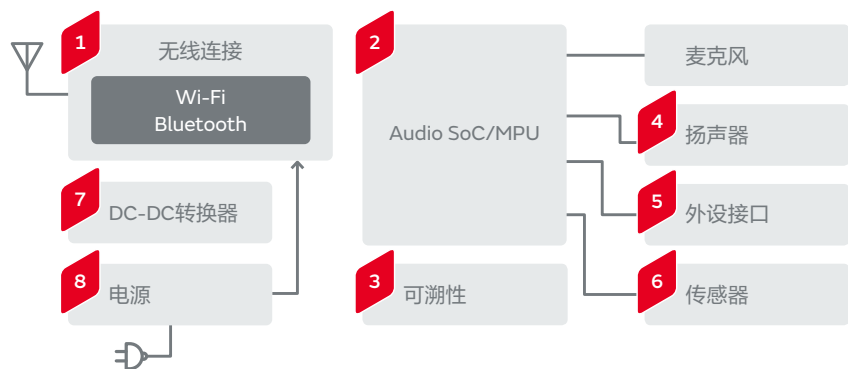 1
无线连接
Wi-Fi
Bluetooth
7
DC-DC转换器
8
电源
2
Audio SoC/MPU
3
可溯性
麦克风
4
扬声器
5
外设接口
6
传感器